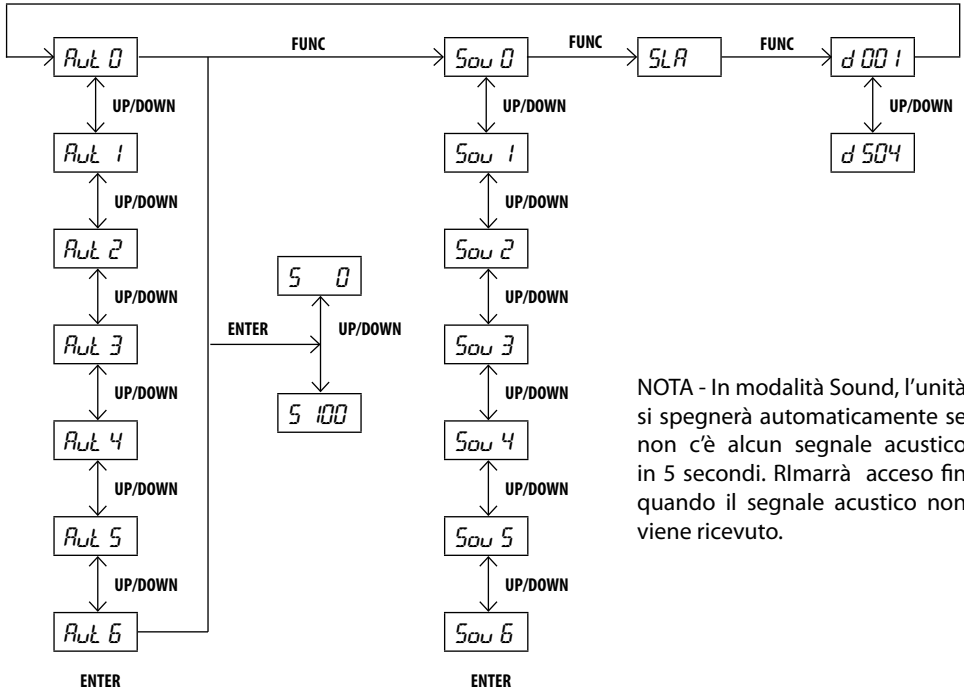 FUNC
FUNC
FUNC
Aut 0
Sou 0
SLA
d 001
UP/DOWN
UP/DOWN
UP/DOWN
Aut 1
Sou 1
d 504
UP/DOWN
UP/DOWN
Aut 2
Sou 2
S 0
UP/DOWN
UP/DOWN
ENTER
UP/DOWN
Aut 3
Sou 3
UP/DOWN
UP/DOWN
S 100
Aut 4
Sou 4
UP/DOWN
UP/DOWN
Aut 5
Sou 5
UP/DOWN
UP/DOWN
Aut 6
Sou 6
ENTER
ENTER
NOTA - In modalità Sound, l'unità
si spegnerà automaticamente se
non c'è alcun segnale acustico
in 5 secondi. RImarrà acceso fin
quando il segnale acustico non
viene ricevuto.